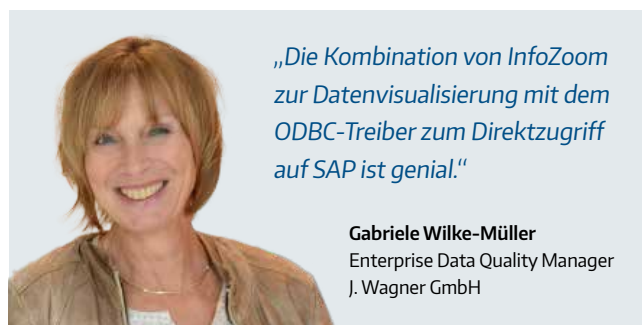 „Die Kombination von InfoZoom
zur Datenvisualisierung mit dem
ODBC-Treiber zum Direktzugriff
auf SAP ist genial.“
Gabriele Wilke-Müller
Enterprise Data Quality Manager
J. Wagner GmbH